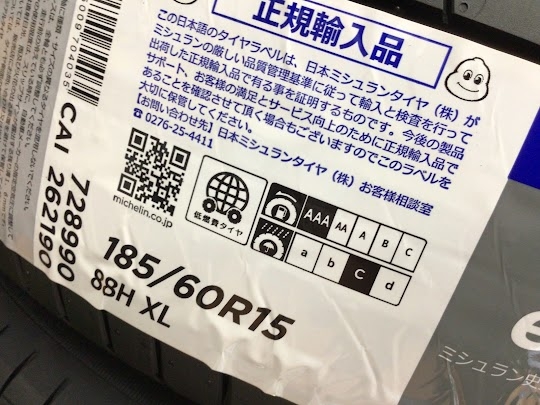 正規輸入品
この日本語のタイヤラベルは、日本ミシュランタイヤ（株）が
ミシュランの厳しい品質管理基準に従って輸入と検査を行って
出荷した正規輸入品で有る事を証明するものです。今後の製品
サポート、お客様の満足とサービス向上のために正規輸入品で
あることを確認させて頂く場合もございますのでこのラベルを
大切に保管してください。
【お問い合わせ先】日本ミシュランタイヤ（株）お客様相談室
☎0276-25-4411
michelin.co.jp
低燃費タイヤ
AAA AA A B C
a b c d
185/60R15
88H XL
728990
CAI 262190
009704035
e
ミシュラン史